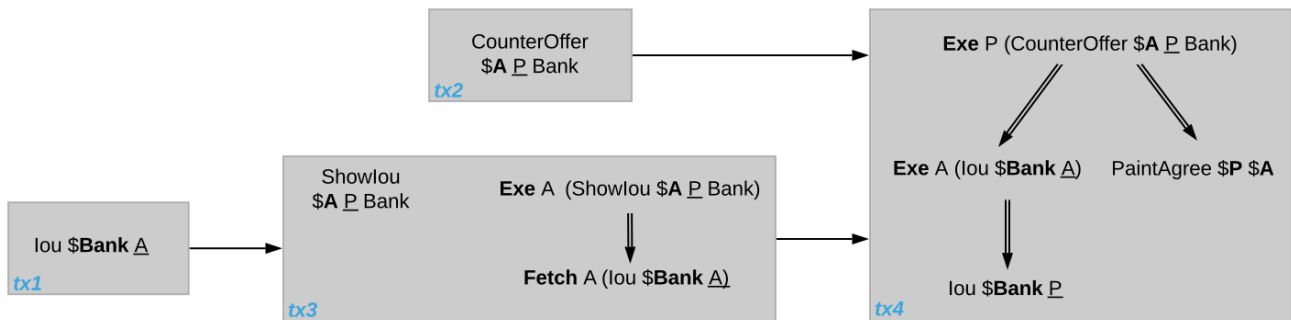 CounterOffer
$A P Bank
tx2
Exe P (CounterOffer $A P Bank)
Exe A (Iou $Bank A)
PaintAgree $P $A
Iou $Bank P
tx4
ShowIou
$A P Bank
Exe A (ShowIou $A P Bank)
Fetch A (Iou $Bank A)
tx3
Iou $Bank A
tx1